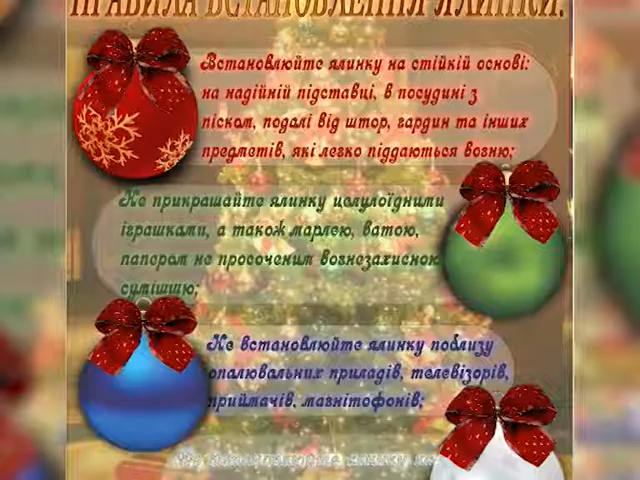 ПРАВИЛА ВСТАНОВЛЕННЯ ЯЛИНКИ:
Встановлюйте ялинку на стійкій основі:
на надійній підставці, в посудині з
піском, подалі від штор, гардин та інших
предметів, які легко піддаються вогню;
Не прикрашайте ялинку целулоїдними
іграшками, а також марлею, ватою,
папером не просоченим вогнезахисною
сумішшю;
Не встановлюйте ялинку поблизу
опалювальних приладів, телевізорів,
приймачів, магнітофонів;